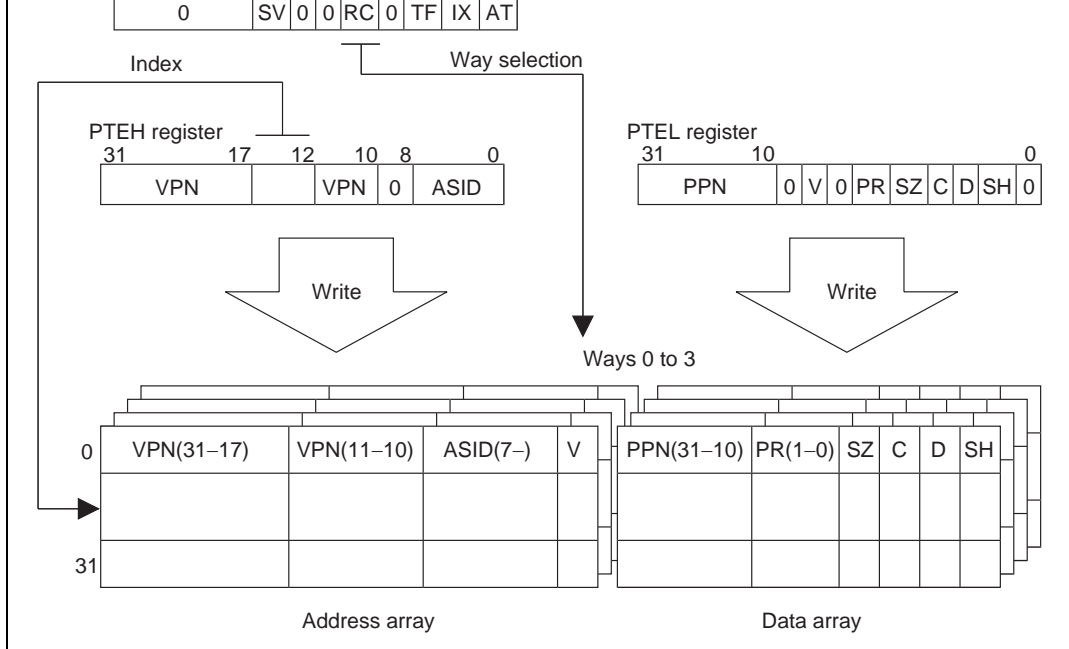 0 SV 0 0 RC 0 TF IX AT
Index
Way selection
PTEH register
PTEL register
31 17 12 10 8 0
31 10 0
VPN VPN 0 ASID
PPN 0 V 0 PR SZ C D SH 0
Write
Write
Ways 0 to 3
0
VPN(31–17) VPN(11–10) ASID(7–) V
PPN(31–10) PR(1–0) SZ C D SH
31
Address array
Data array